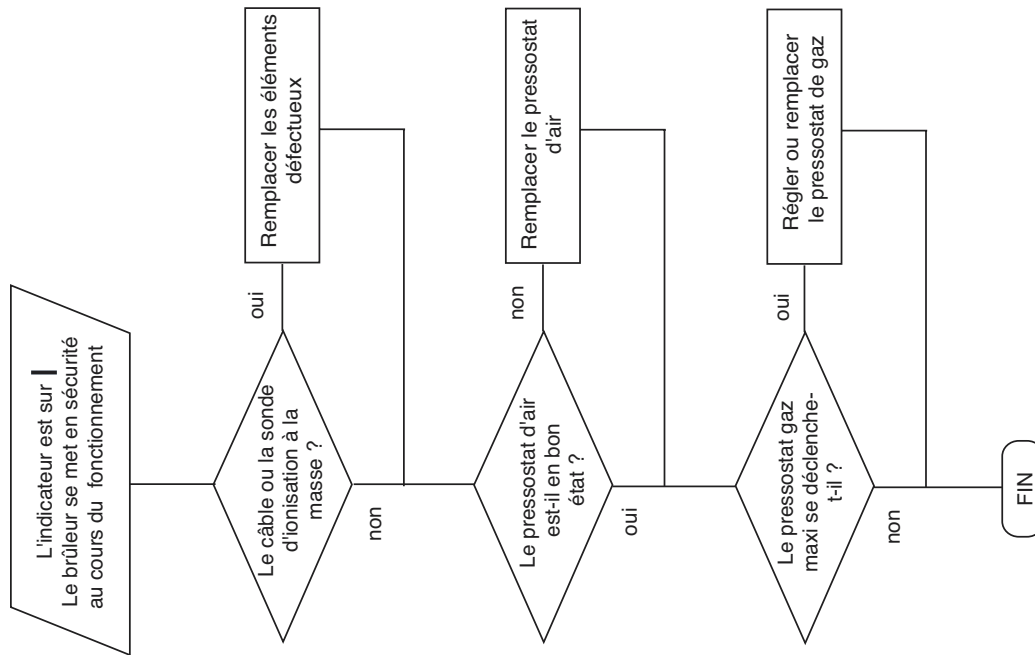 L'indicateur est sur I
Le brûleur se met en sécurité
au cours du fonctionnement
Le câble ou la sonde
d'ionisation à la
masse ?
oui
Remplacer les éléments
défectueux
non
Le pressostat d'air
est-il en bon
état ?
non
Remplacer le pressostat
d'air
oui
Le pressostat gaz
maxi se déclenche-
t-il ?
oui
Régler ou remplacer
le pressostat de gaz
non
FIN